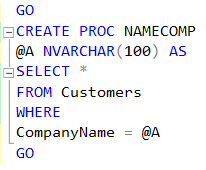 GO
CREATE PROC NAMECOMP
@A NVARCHAR(100) AS
SELECT *
FROM Customers
WHERE
CompanyName = @A
GO